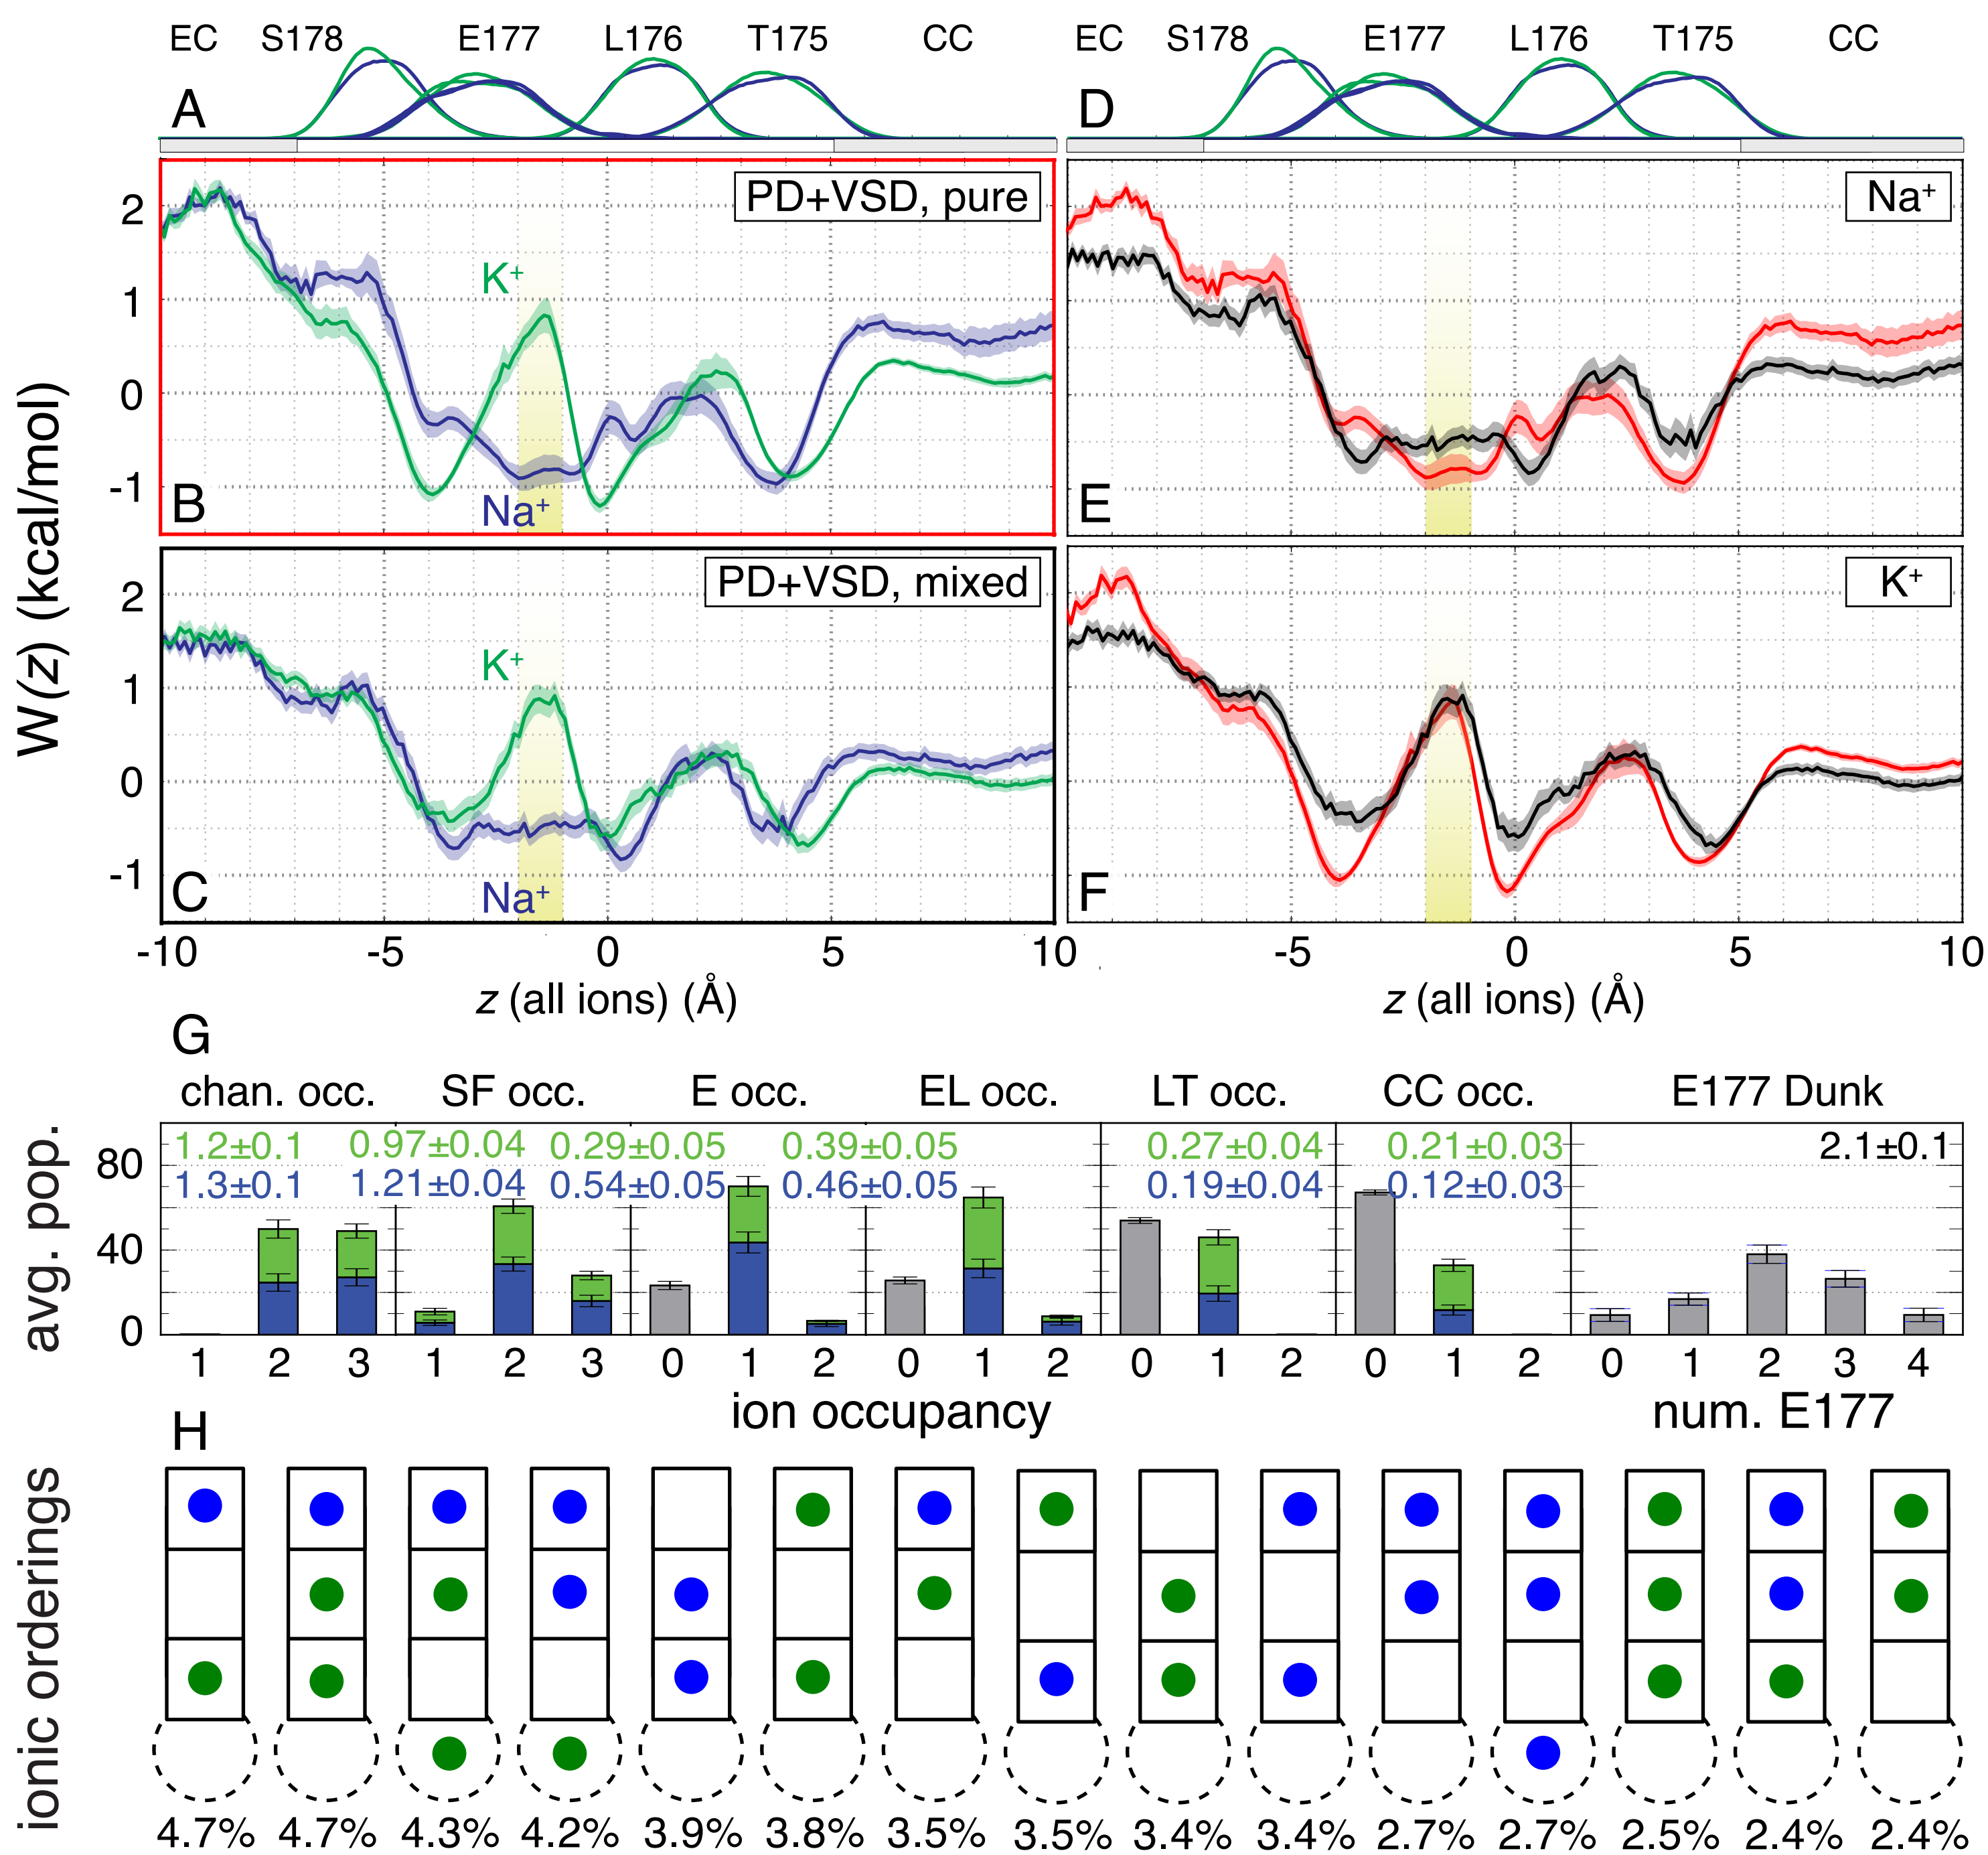 EC S178 E177 L176 T175 CC
EC S178 E177 L176 T175 CC
A
D
W(z) (kcal/mol)
PD+VSD, pure
2
1
0
-1
K⁺
Na⁺
B
Na⁺
E
PD+VSD, mixed
2
1
0
-1
K⁺
Na⁺
C
K⁺
F
-10 -5 0 5 10 -5 0 5 10
z (all ions) (Å) z (all ions) (Å)
G
chan. occ. SF occ. E occ. EL occ. LT occ. CC occ. E177 Dunk
avg. pop.
80
40
0
1.2±0.1 0.97±0.04 0.29±0.05 0.39±0.05 0.27±0.04 0.21±0.03 2.1±0.1
1.3±0.1 1.21±0.04 0.54±0.05 0.46±0.05 0.19±0.04 0.12±0.03
1 2 3 1 2 3 0 1 2 0 1 2 0 1 2 0 1 2 0 1 2 3 4
ion occupancy num. E177
H
ionic orderings
4.7% 4.7% 4.3% 4.2% 3.9% 3.8% 3.5% 3.5% 3.4% 3.4% 2.7% 2.7% 2.5% 2.4% 2.4%